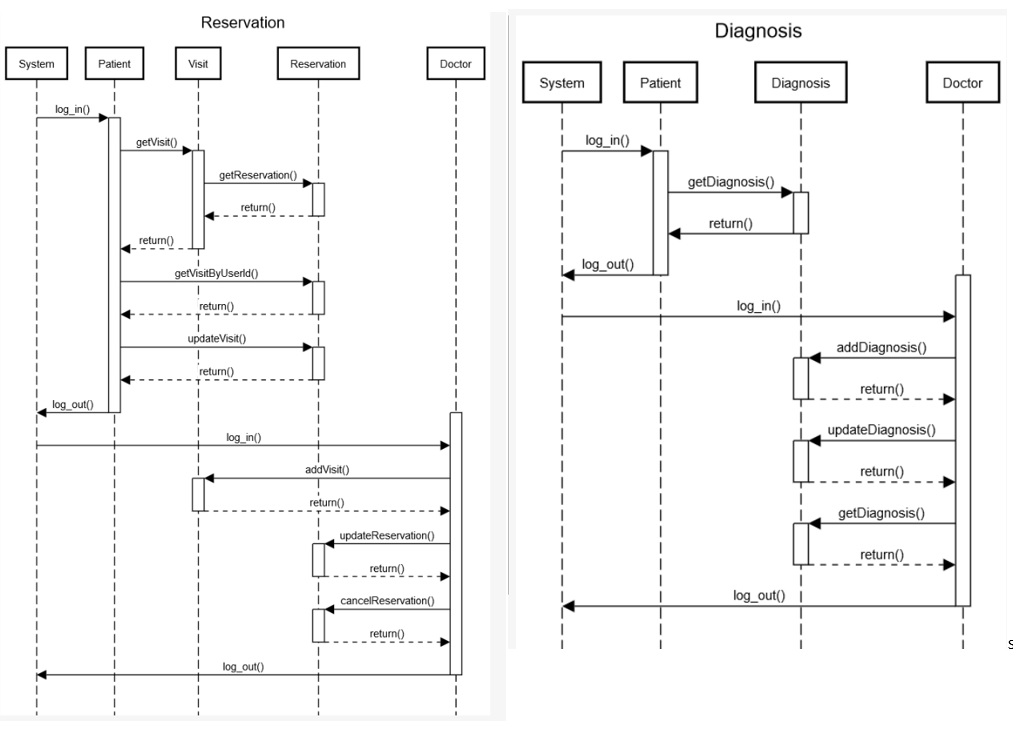 Reservation
System
Patient
Visit
Reservation
Doctor
log_in()
getVisit()
getReservation()
return()
return()
getVisitByUserId()
return()
updateVisit()
return()
log_out()
log_in()
addVisit()
return()
updateReservation()
return()
cancelReservation()
return()
log_out()
Diagnosis
System
Patient
Diagnosis
Doctor
log_in()
getDiagnosis()
return()
log_out()
log_in()
addDiagnosis()
return()
updateDiagnosis()
return()
getDiagnosis()
return()
log_out()
s